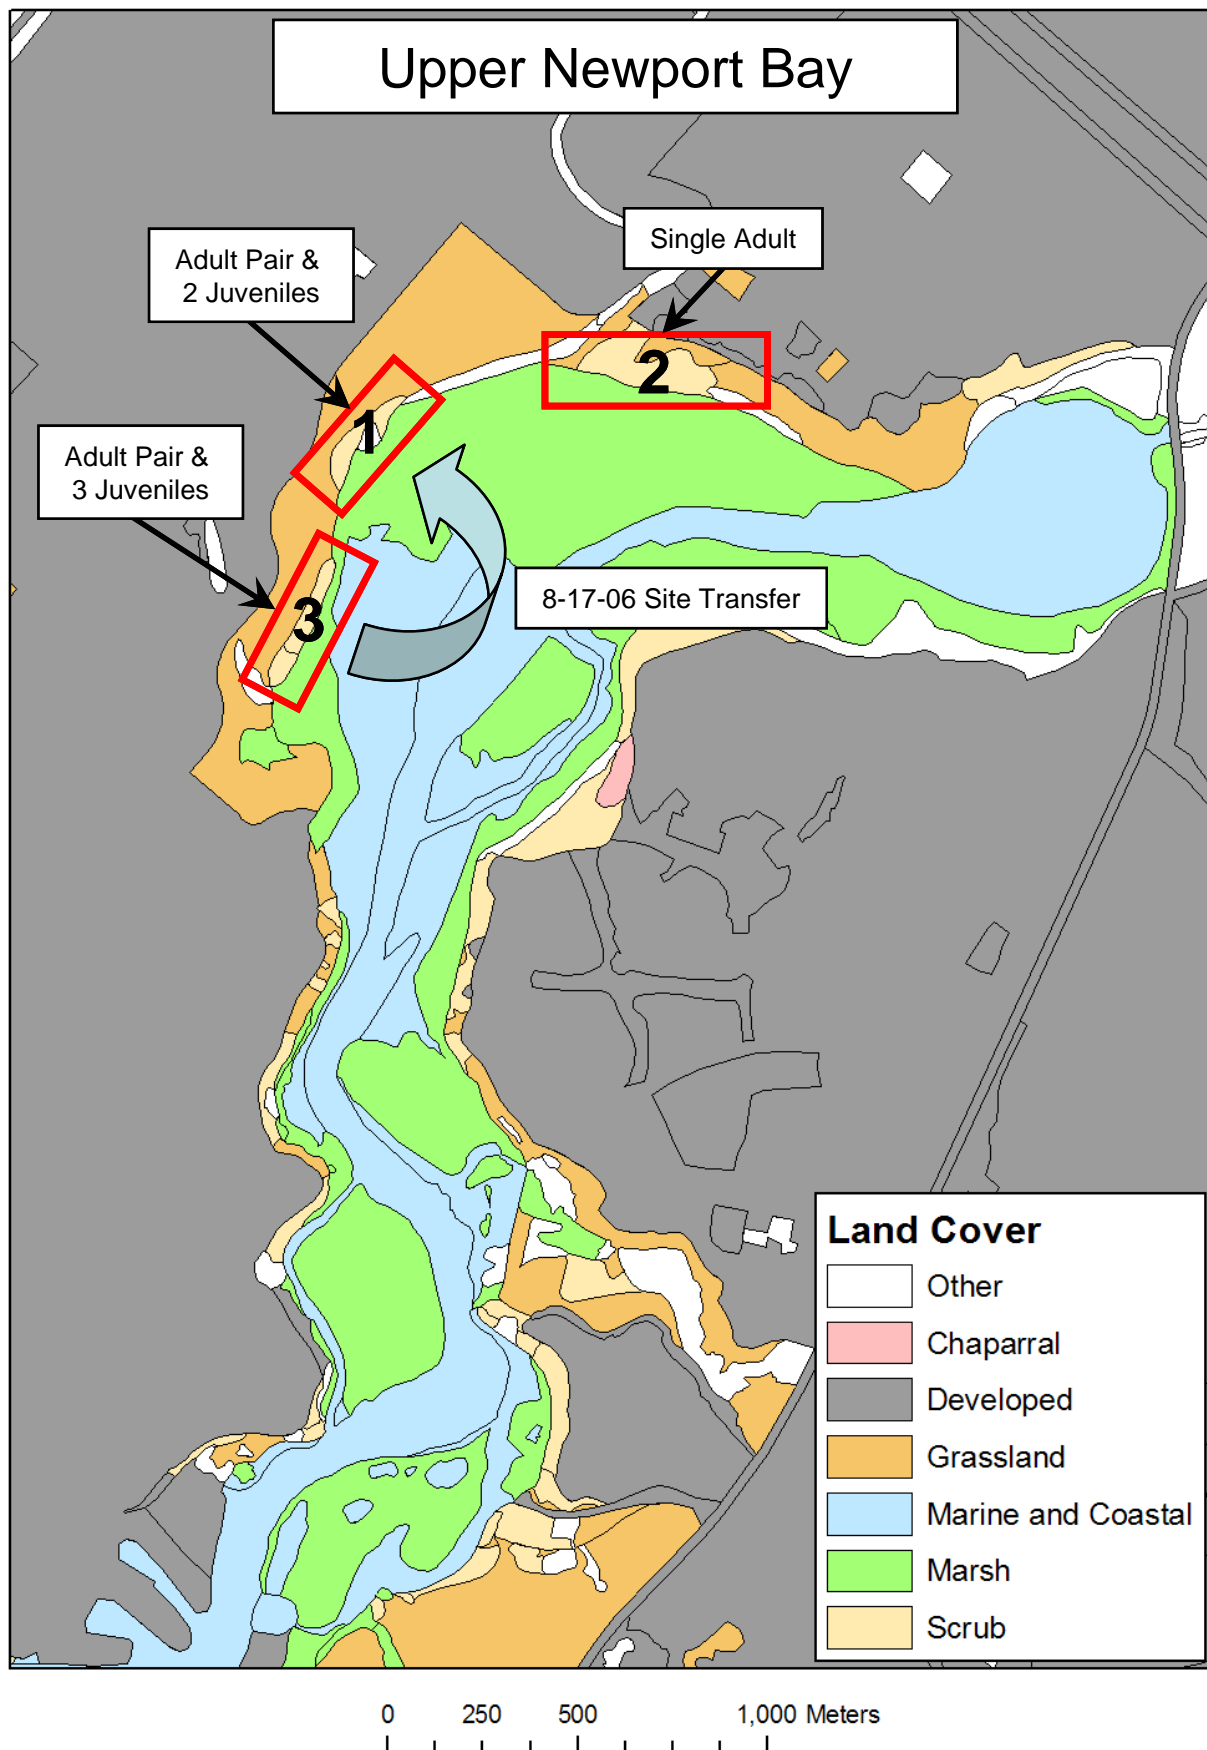 Upper Newport Bay
Single Adult
Adult Pair &
2 Juveniles
2
1
Adult Pair &
3 Juveniles
8-17-06 Site Transfer
3
Land Cover
Other
Chaparral
Developed
Grassland
Marine and Coastal
Marsh
Scrub
0 250 500 1,000 Meters